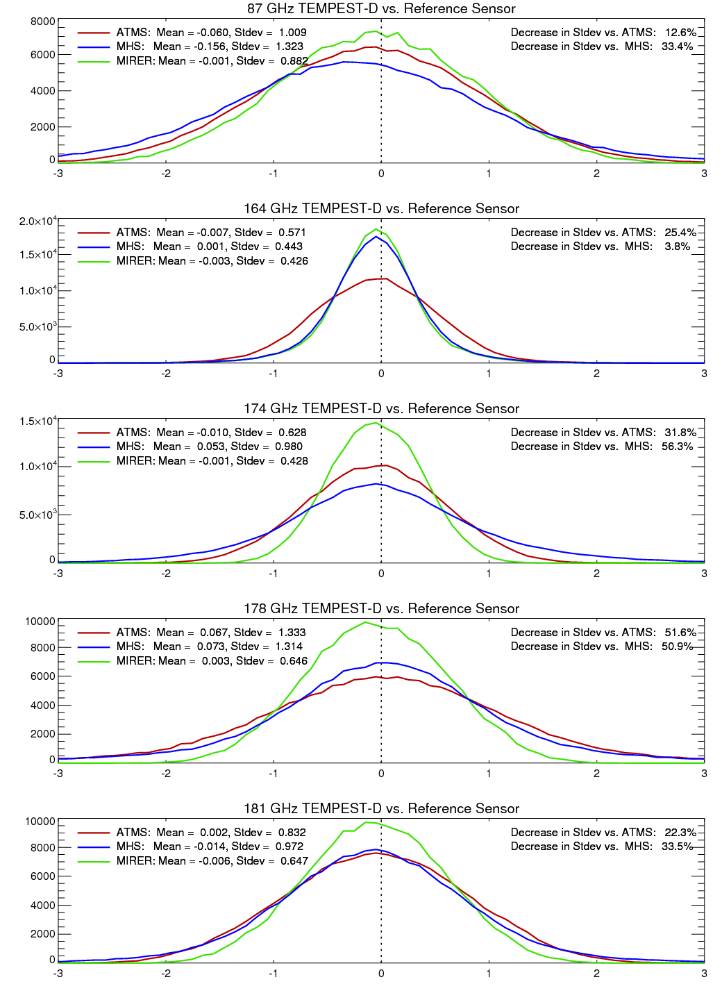 87 GHz TEMPEST-D vs. Reference Sensor
8000
6000
4000
2000
0
ATMS: Mean = -0.060, Stdev = 1.009
MHS: Mean = -0.156, Stdev = 1.323
MIRER: Mean = -0.001, Stdev = 0.882
Decrease in Stdev vs. ATMS: 12.6%
Decrease in Stdev vs. MHS: 33.4%
-3 -2 -1 0 1 2 3
164 GHz TEMPEST-D vs. Reference Sensor
2.0×10⁴
1.5×10⁴
1.0×10⁴
5.0×10³
0
ATMS: Mean = -0.007, Stdev = 0.571
MHS: Mean = 0.001, Stdev = 0.443
MIRER: Mean = -0.003, Stdev = 0.426
Decrease in Stdev vs. ATMS: 25.4%
Decrease in Stdev vs. MHS: 3.8%
-3 -2 -1 0 1 2 3
174 GHz TEMPEST-D vs. Reference Sensor
1.5×10⁴
1.0×10⁴
5.0×10³
0
ATMS: Mean = -0.010, Stdev = 0.628
MHS: Mean = 0.053, Stdev = 0.980
MIRER: Mean = -0.001, Stdev = 0.428
Decrease in Stdev vs. ATMS: 31.8%
Decrease in Stdev vs. MHS: 56.3%
-3 -2 -1 0 1 2 3
178 GHz TEMPEST-D vs. Reference Sensor
10000
8000
6000
4000
2000
0
ATMS: Mean = 0.067, Stdev = 1.333
MHS: Mean = 0.073, Stdev = 1.314
MIRER: Mean = 0.003, Stdev = 0.646
Decrease in Stdev vs. ATMS: 51.6%
Decrease in Stdev vs. MHS: 50.9%
-3 -2 -1 0 1 2 3
181 GHz TEMPEST-D vs. Reference Sensor
10000
8000
6000
4000
2000
0
ATMS: Mean = 0.002, Stdev = 0.832
MHS: Mean = -0.014, Stdev = 0.972
MIRER: Mean = -0.006, Stdev = 0.647
Decrease in Stdev vs. ATMS: 22.3%
Decrease in Stdev vs. MHS: 33.5%
-3 -2 -1 0 1 2 3